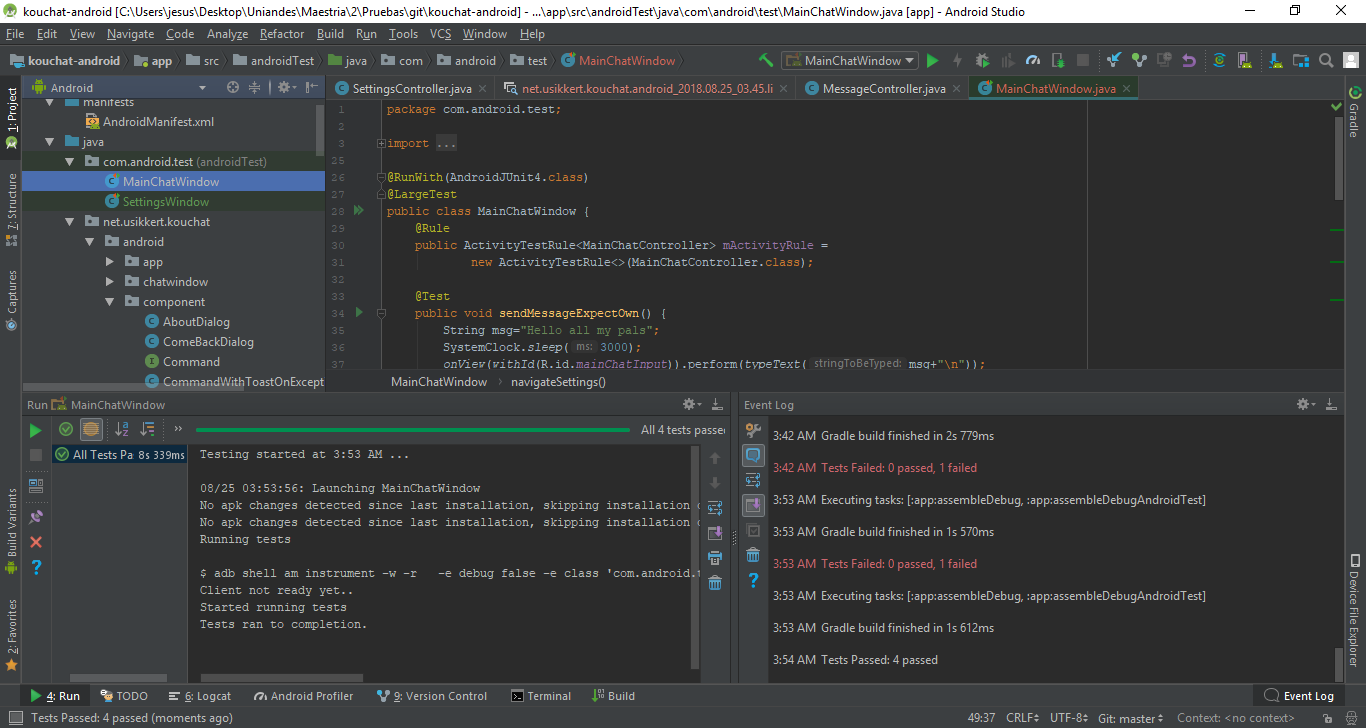 kouchat-android [C:\Users\jesus\Desktop\Uniandes\Maestria\2\Pruebas\git\kouchat-android] - ...\app\src\androidTest\java\com\android\test\MainChatWindow.java [app] - Android Studio
File Edit View Navigate Code Analyze Refactor Build Run Tools VCS Window Help
kouchat-android app src androidTest java com android test MainChatWindow MainChatWindow
Android SettingsController.java net.usikkert.kouchat.android_2018.08.25_03.45.li MessageController.java MainChatWindow.java
1: Project
7: Structure
Captures
Build Variants
2: Favorites
Gradle
Device File Explorer
manifests
AndroidManifest.xml
java
com.android.test (androidTest)
MainChatWindow
SettingsWindow
net.usikkert.kouchat
android
app
chatwindow
component
AboutDialog
ComeBackDialog
Command
CommandWithToastOnExcept
1 package com.android.test;
2
3 import ...
25
26 @RunWith(AndroidJUnit4.class)
27 @LargeTest
28 public class MainChatWindow {
29 @Rule
30 public ActivityTestRule<MainChatController> mActivityRule =
31 new ActivityTestRule<>(MainChatController.class);
32
33 @Test
34 public void sendMessageExpectOwn() {
35 String msg="Hello all my pals";
36 SystemClock.sleep( ms: 3000);
37 onView(withId(R.id.mainChatInput)).perform(typeText( stringToBeTyped: msg+"\n"));
MainChatWindow navigateSettings()
Run MainChatWindow
All 4 tests passe
All Tests Pa 8s 339ms
Testing started at 3:53 AM ...
08/25 03:53:56: Launching MainChatWindow
No apk changes detected since last installation, skipping installation
No apk changes detected since last installation, skipping installation
Running tests
$ adb shell am instrument -w -r -e debug false -e class 'com.android.
Client not ready yet..
Started running tests
Tests ran to completion.
Event Log
3:42 AM Gradle build finished in 2s 779ms
3:42 AM Tests Failed: 0 passed, 1 failed
3:53 AM Executing tasks: [:app:assembleDebug, :app:assembleDebugAndroidTest]
3:53 AM Gradle build finished in 1s 570ms
3:53 AM Tests Failed: 0 passed, 1 failed
3:53 AM Executing tasks: [:app:assembleDebug, :app:assembleDebugAndroidTest]
3:53 AM Gradle build finished in 1s 612ms
3:54 AM Tests Passed: 4 passed
4: Run TODO 6: Logcat Android Profiler 9: Version Control Terminal Build Event Log
Tests Passed: 4 passed (moments ago) 49:37 CRLF UTF-8 Git: master Context: <no context>